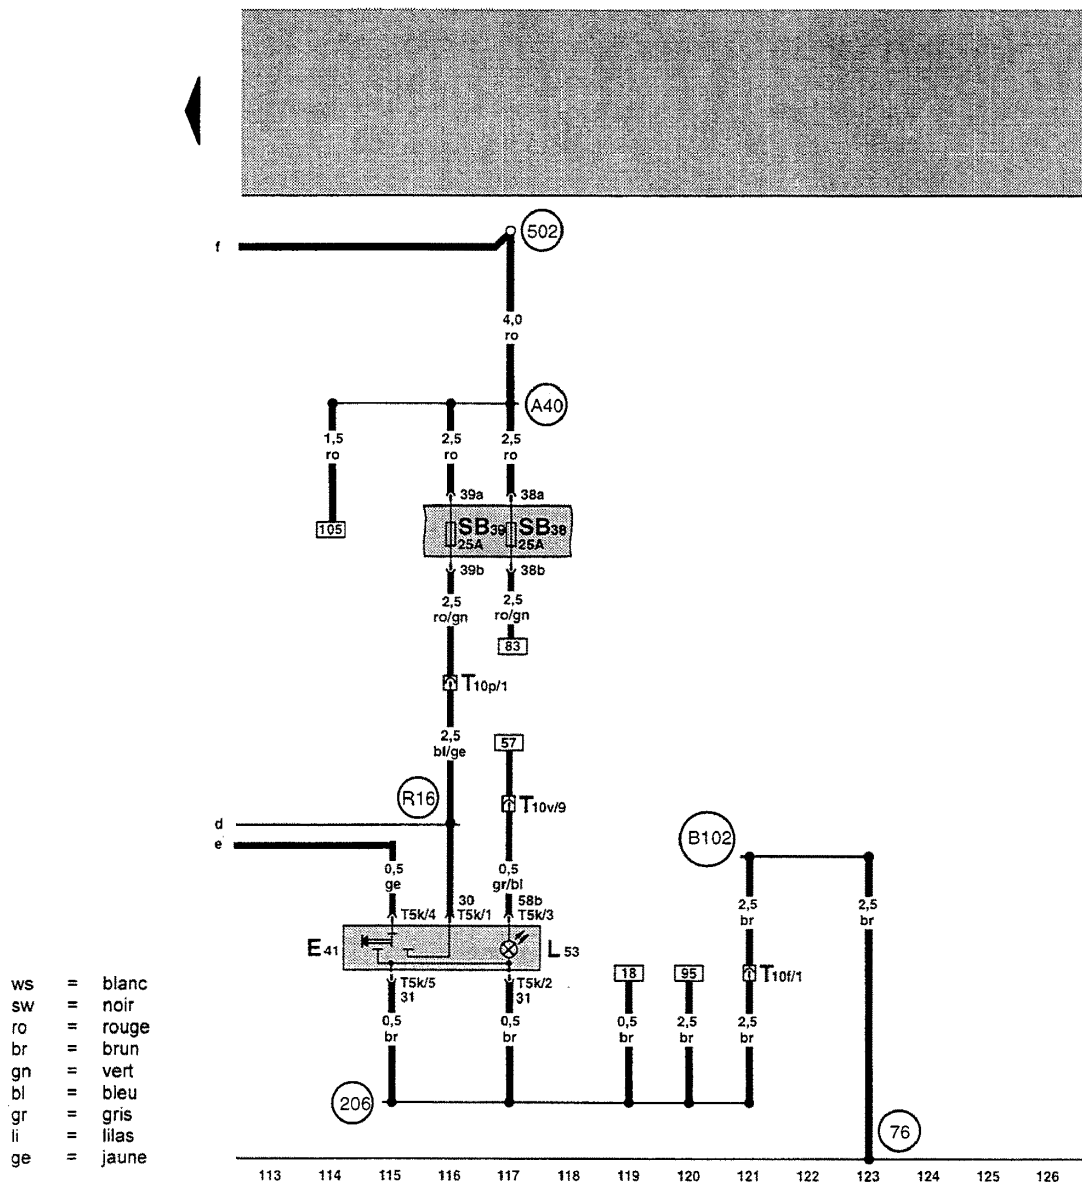 502
f
4,0
ro
A40
1,5
ro
2,5
ro
2,5
ro
39a
38a
105
SB39
25A
SB38
25A
39b
38b
2,5
ro/gn
2,5
ro/gn
83
T10p/1
2,5
bl/ge
57
R16
T10v/9
d
e
B102
0,5
ge
0,5
gr/bl
30
58b
T5k/4
T5k/1
T5k/3
2,5
br
2,5
br
E41
L53
18
95
T10f/1
T5k/5
31
T5k/2
31
0,5
br
0,5
br
0,5
br
2,5
br
2,5
br
206
76
ws = blanc
sw = noir
ro = rouge
br = brun
gn = vert
bl = bleu
gr = gris
li = lilas
ge = jaune
113 114 115 116 117 118 119 120 121 122 123 124 125 126